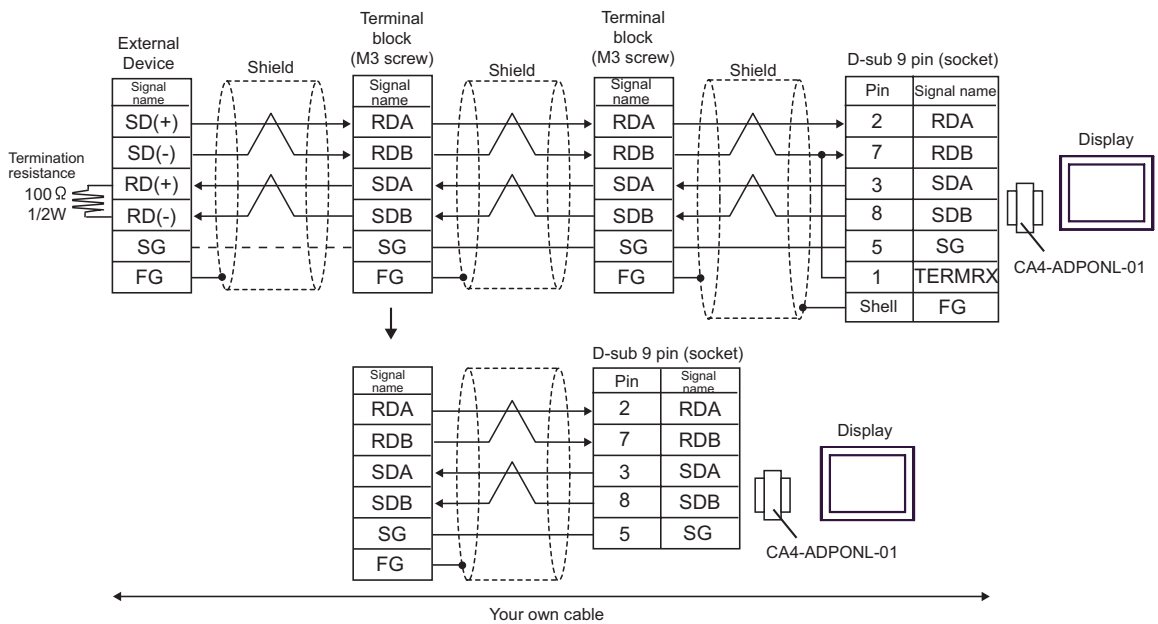 External
Device
Signal
name
SD(+)
SD(-)
RD(+)
RD(-)
SG
FG
Termination
resistance
100 Ω
1/2W
Shield
Terminal
block
(M3 screw)
Signal
name
RDA
RDB
SDA
SDB
SG
FG
Shield
Terminal
block
(M3 screw)
Signal
name
RDA
RDB
SDA
SDB
SG
FG
Shield
D-sub 9 pin (socket)
Pin Signal name
2 RDA
7 RDB
3 SDA
8 SDB
5 SG
1 TERMRX
Shell FG
Display
CA4-ADPONL-01
Signal
name
RDA
RDB
SDA
SDB
SG
FG
D-sub 9 pin (socket)
Pin Signal name
2 RDA
7 RDB
3 SDA
8 SDB
5 SG
Display
CA4-ADPONL-01
Your own cable